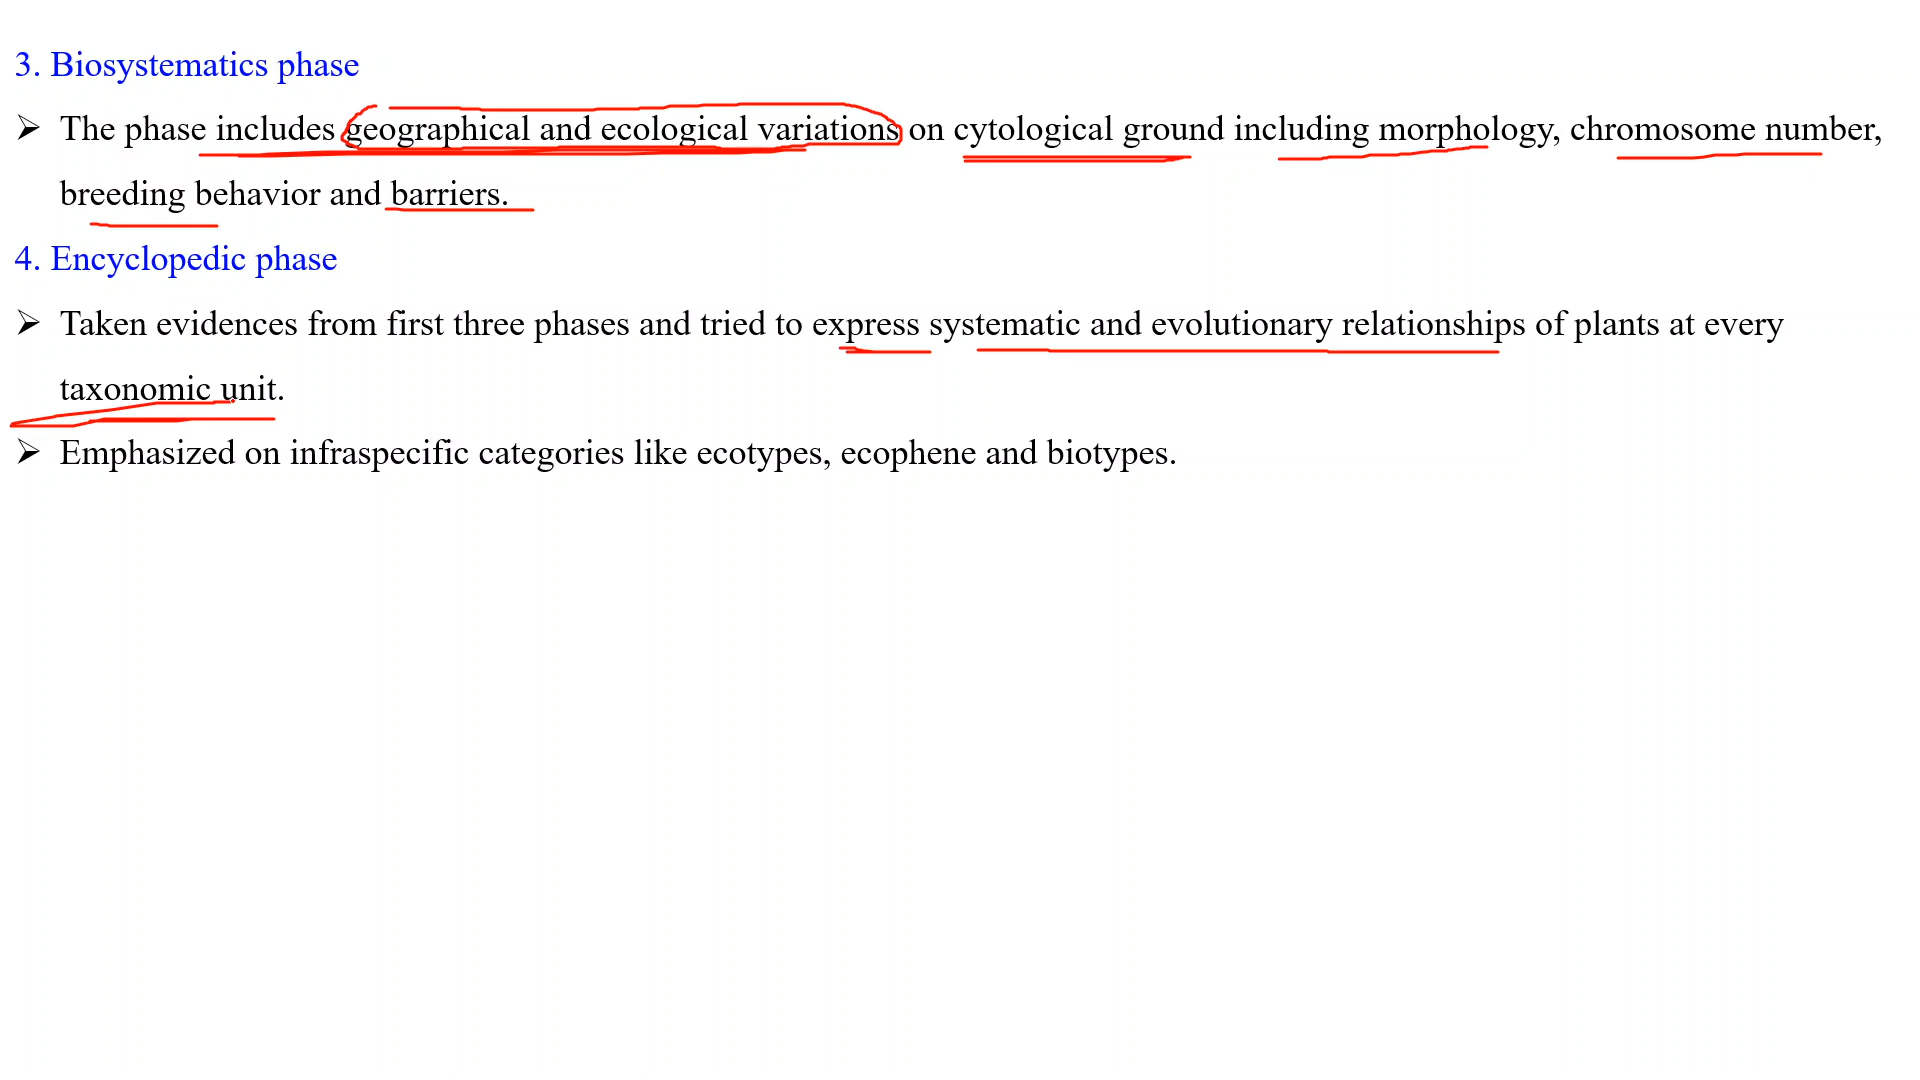 3. Biosystematics phase
➢ The phase includes geographical and ecological variations on cytological ground including morphology, chromosome number,
breeding behavior and barriers.
4. Encyclopedic phase
➢ Taken evidences from first three phases and tried to express systematic and evolutionary relationships of plants at every
taxonomic unit.
➢ Emphasized on infraspecific categories like ecotypes, ecophene and biotypes.